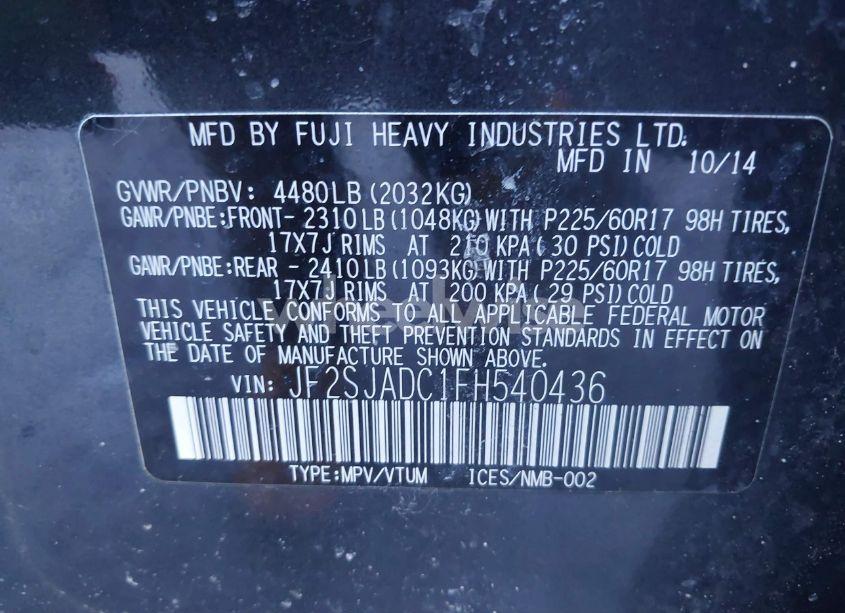 MFD BY FUJI HEAVY INDUSTRIES LTD.
MFD IN 10/14
GVWR/PNBV: 4480LB(2032KG)
GAWR/PNBE:FRONT- 2310LB(1048KG)WITH P225/60R17 98H TIRES,
17X7J RIMS AT 210 KPA( 30 PSI)COLD
GAWR/PNBE:REAR - 2410LB(1093KG)WITH P225/60R17 98H TIRES,
17X7J RIMS AT 200 KPA( 29 PSI)COLD
THIS VEHICLE CONFORMS TO ALL APPLICABLE FEDERAL MOTOR
VEHICLE SAFETY AND THEFT PREVENTION STANDARDS IN EFFECT ON
THE DATE OF MANUFACTURE SHOWN ABOVE.
VIN: JF2SJADC1FH540436
TYPE:MPV/VTUM ICES/NMB-002